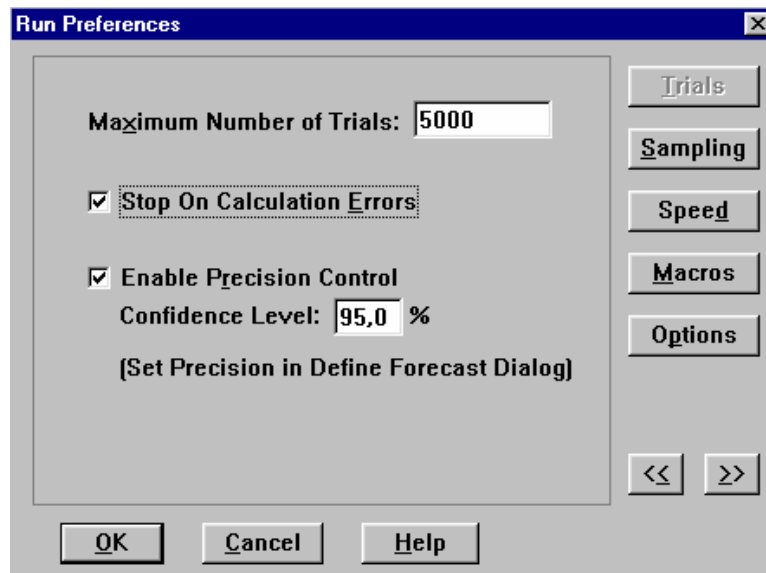 Run Preferences
Trials
Maximum Number of Trials: 5000
Sampling
Stop On Calculation Errors
Speed
Enable Precision Control
Macros
Confidence Level: 95,0 %
Options
(Set Precision in Define Forecast Dialog)
<< >>
OK Cancel Help